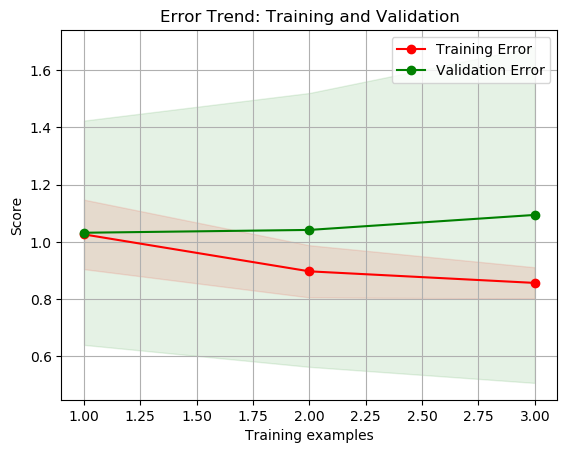 Error Trend: Training and Validation
Training Error
Validation Error
Score
1.6
1.4
1.2
1.0
0.8
0.6
1.00 1.25 1.50 1.75 2.00 2.25 2.50 2.75 3.00
Training examples